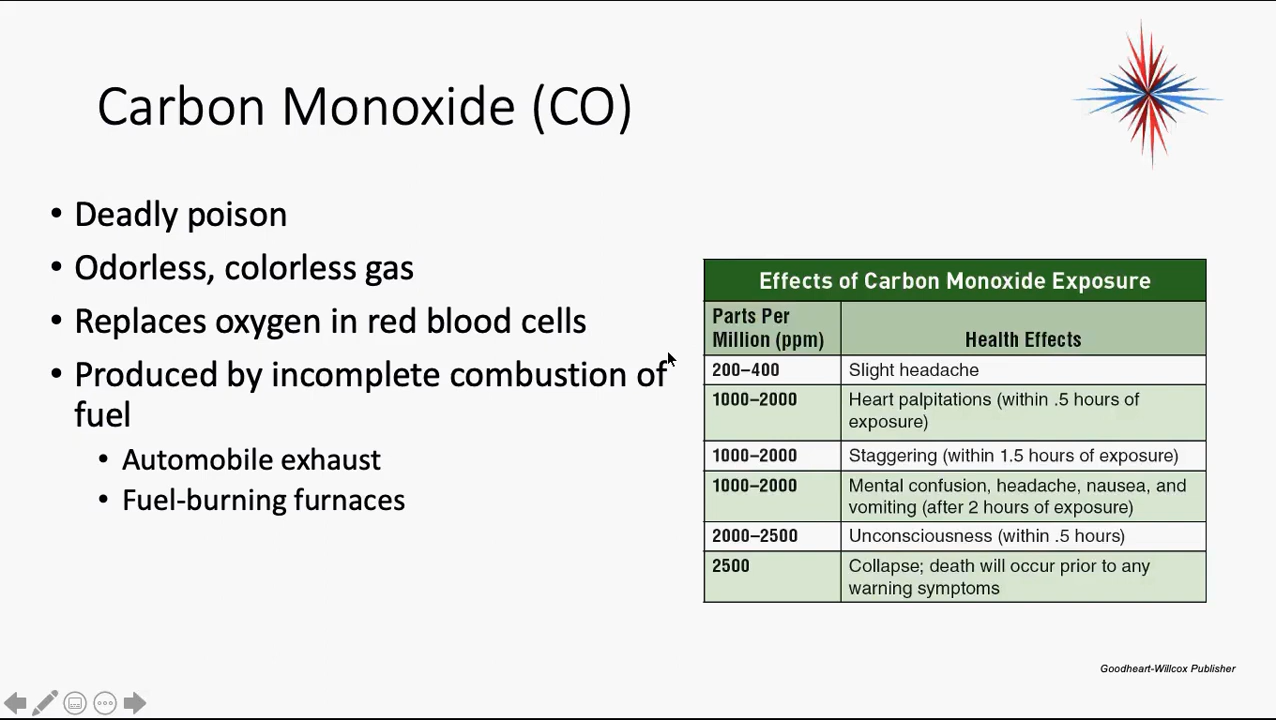 Carbon Monoxide (CO)
• Deadly poison
• Odorless, colorless gas
• Replaces oxygen in red blood cells
• Produced by incomplete combustion of
fuel
• Automobile exhaust
• Fuel-burning furnaces
Effects of Carbon Monoxide Exposure
Parts Per
Million (ppm) Health Effects
200–400 Slight headache
1000–2000 Heart palpitations (within .5 hours of
exposure)
1000–2000 Staggering (within 1.5 hours of exposure)
1000–2000 Mental confusion, headache, nausea, and
vomiting (after 2 hours of exposure)
2000–2500 Unconsciousness (within .5 hours)
2500 Collapse; death will occur prior to any
warning symptoms
Goodheart-Willcox Publisher